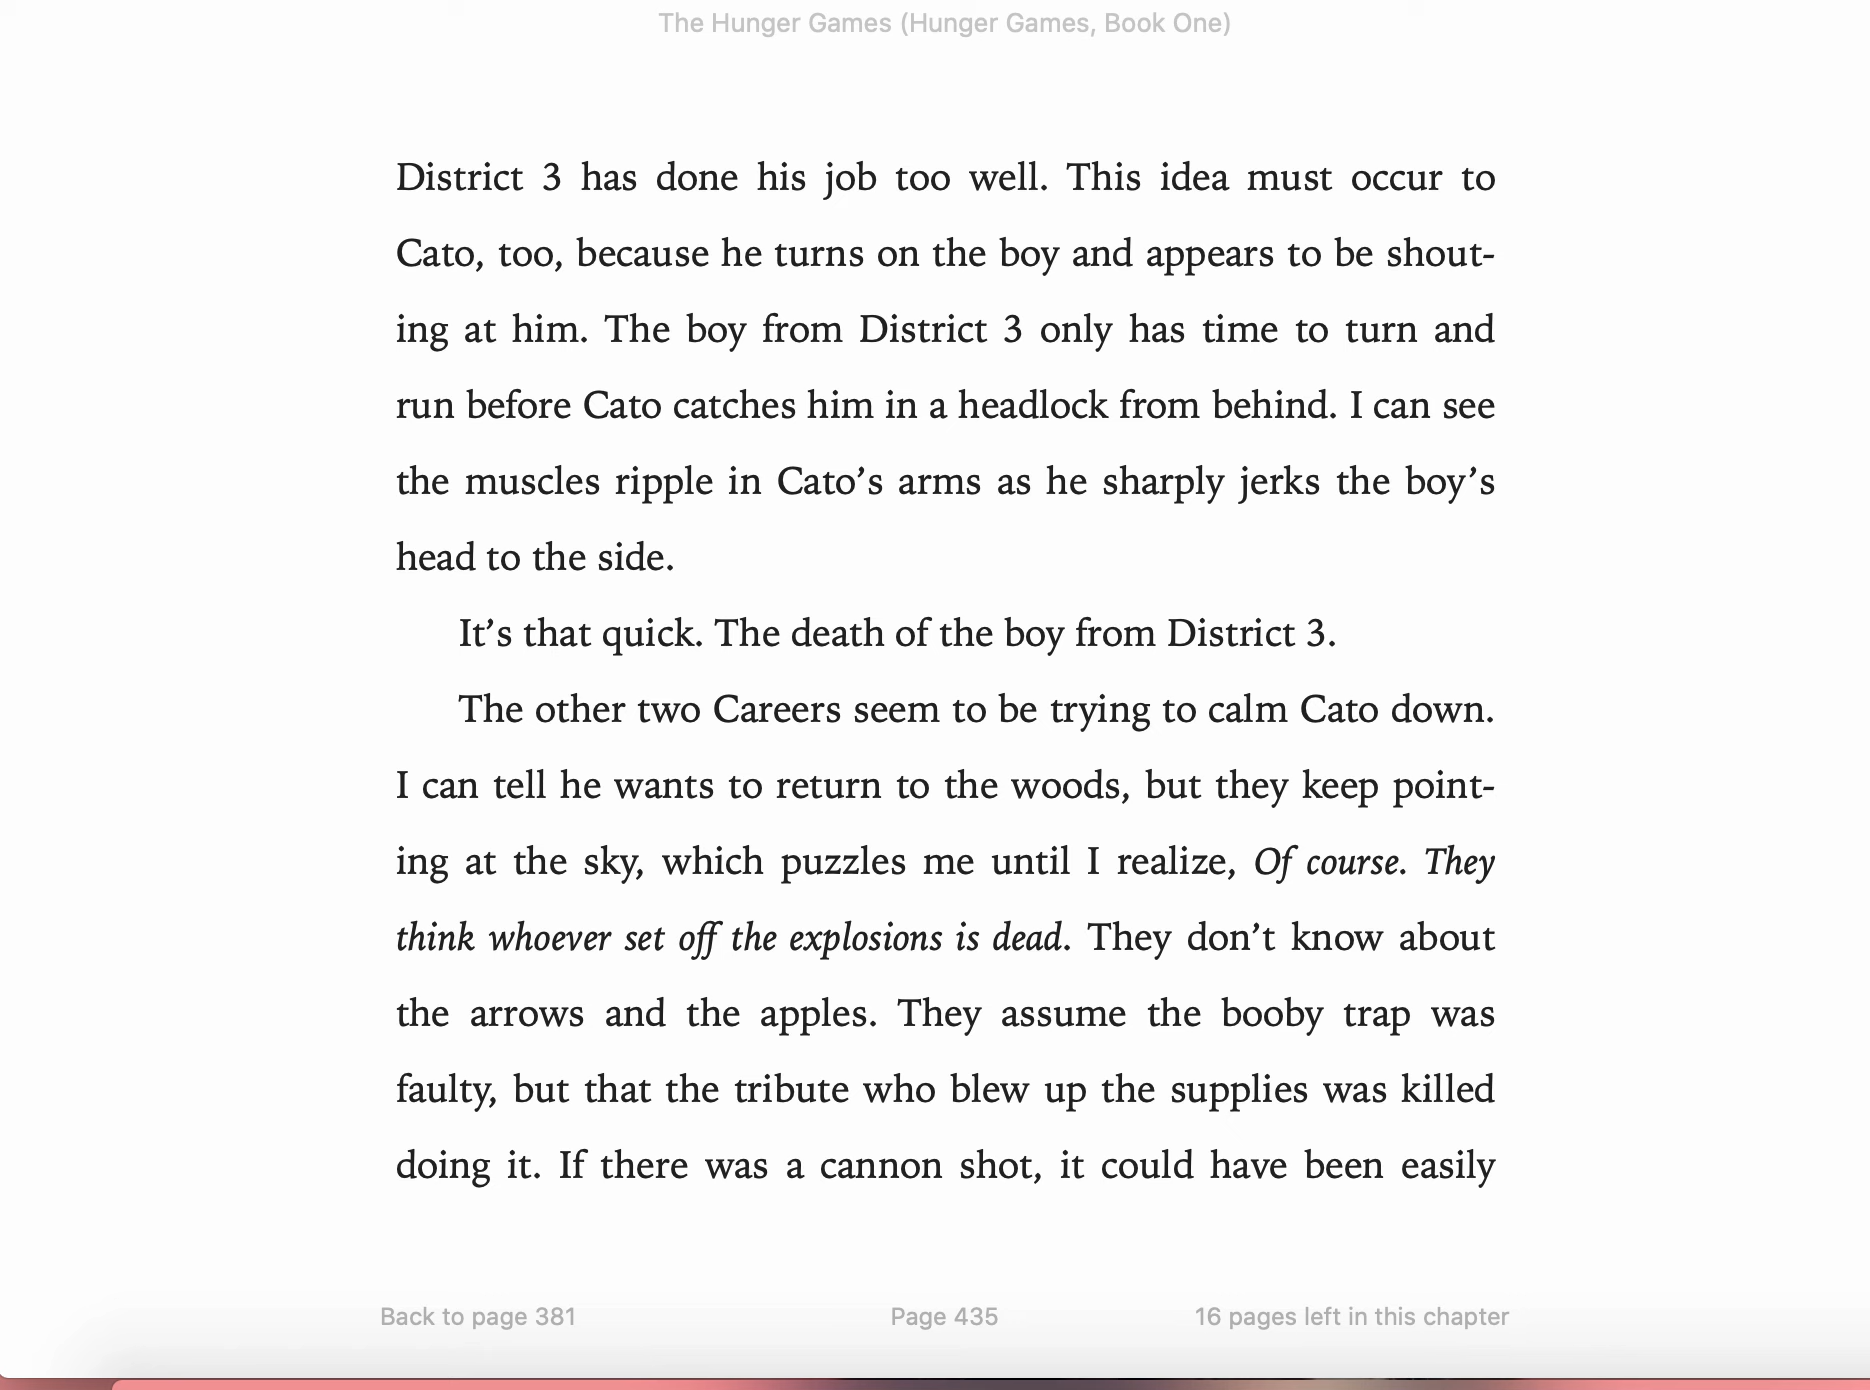 The Hunger Games (Hunger Games, Book One)
District 3 has done his job too well. This idea must occur to
Cato, too, because he turns on the boy and appears to be shout-
ing at him. The boy from District 3 only has time to turn and
run before Cato catches him in a headlock from behind. I can see
the muscles ripple in Cato’s arms as he sharply jerks the boy’s
head to the side.
It’s that quick. The death of the boy from District 3.
The other two Careers seem to be trying to calm Cato down.
I can tell he wants to return to the woods, but they keep point-
ing at the sky, which puzzles me until I realize, Of course. They
think whoever set off the explosions is dead. They don’t know about
the arrows and the apples. They assume the booby trap was
faulty, but that the tribute who blew up the supplies was killed
doing it. If there was a cannon shot, it could have been easily
Back to page 381
Page 435
16 pages left in this chapter